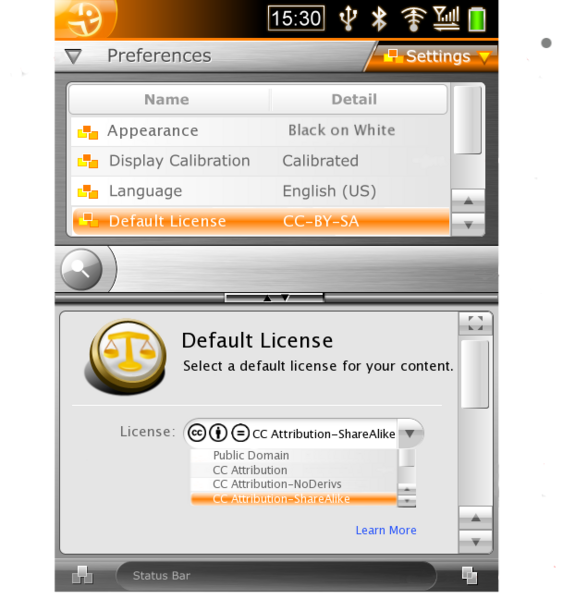 15:30
Preferences
Settings
Name Detail
Appearance Black on White
Display Calibration Calibrated
Language English (US)
Default License CC-BY-SA
Default License
Select a default license for your content.
License: cc = CC Attribution-ShareAlike
Public Domain
CC Attribution
CC Attribution-NoDerivs
CC Attribution-ShareAlike
Learn More
Status Bar